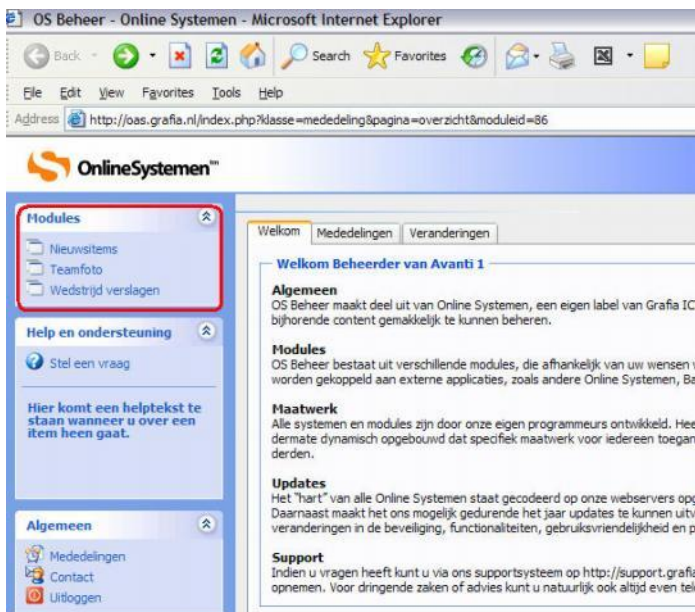 OS Beheer - Online Systemen - Microsoft Internet Explorer
Back Search Favorites
File Edit View Favorites Tools Help
Address http://oas.grafia.nl/index.php?klasse=mededeling&pagina=overzicht&moduleid=86
OnlineSystemen™
Modules
Nieuwsitems
Teamfoto
Wedstrijd verslagen
Help en ondersteuning
Stel een vraag
Hier komt een helptekst te
staan wanneer u over een
item heen gaat.
Algemeen
Mededelingen
Contact
Uitloggen
Welkom Mededelingen Veranderingen
Welkom Beheerder van Avanti 1
Algemeen
OS Beheer maakt deel uit van Online Systemen, een eigen label van Grafia IC
bijhorende content gemakkelijk te kunnen beheren.
Modules
OS Beheer bestaat uit verschillende modules, die afhankelijk van uw wensen
worden gekoppeld aan externe applicaties, zoals andere Online Systemen, Ba
Maatwerk
Alle systemen en modules zijn door onze eigen programmeurs ontwikkeld. Hee
dermate dynamisch opgebouwd dat specifiek maatwerk voor iedereen toegan
derden.
Updates
Het "hart" van alle Online Systemen staat gecodeerd op onze webservers opg
Daarnaast maakt het ons mogelijk gedurende het jaar updates te kunnen uitv
veranderingen in de beveiliging, functionaliteiten, gebruiksvriendelijkheid en p
Support
Indien u vragen heeft kunt u via ons supportsysteem op http://support.grafia
opnemen. Voor dringende zaken of advies kunt u natuurlijk ook altijd even tel